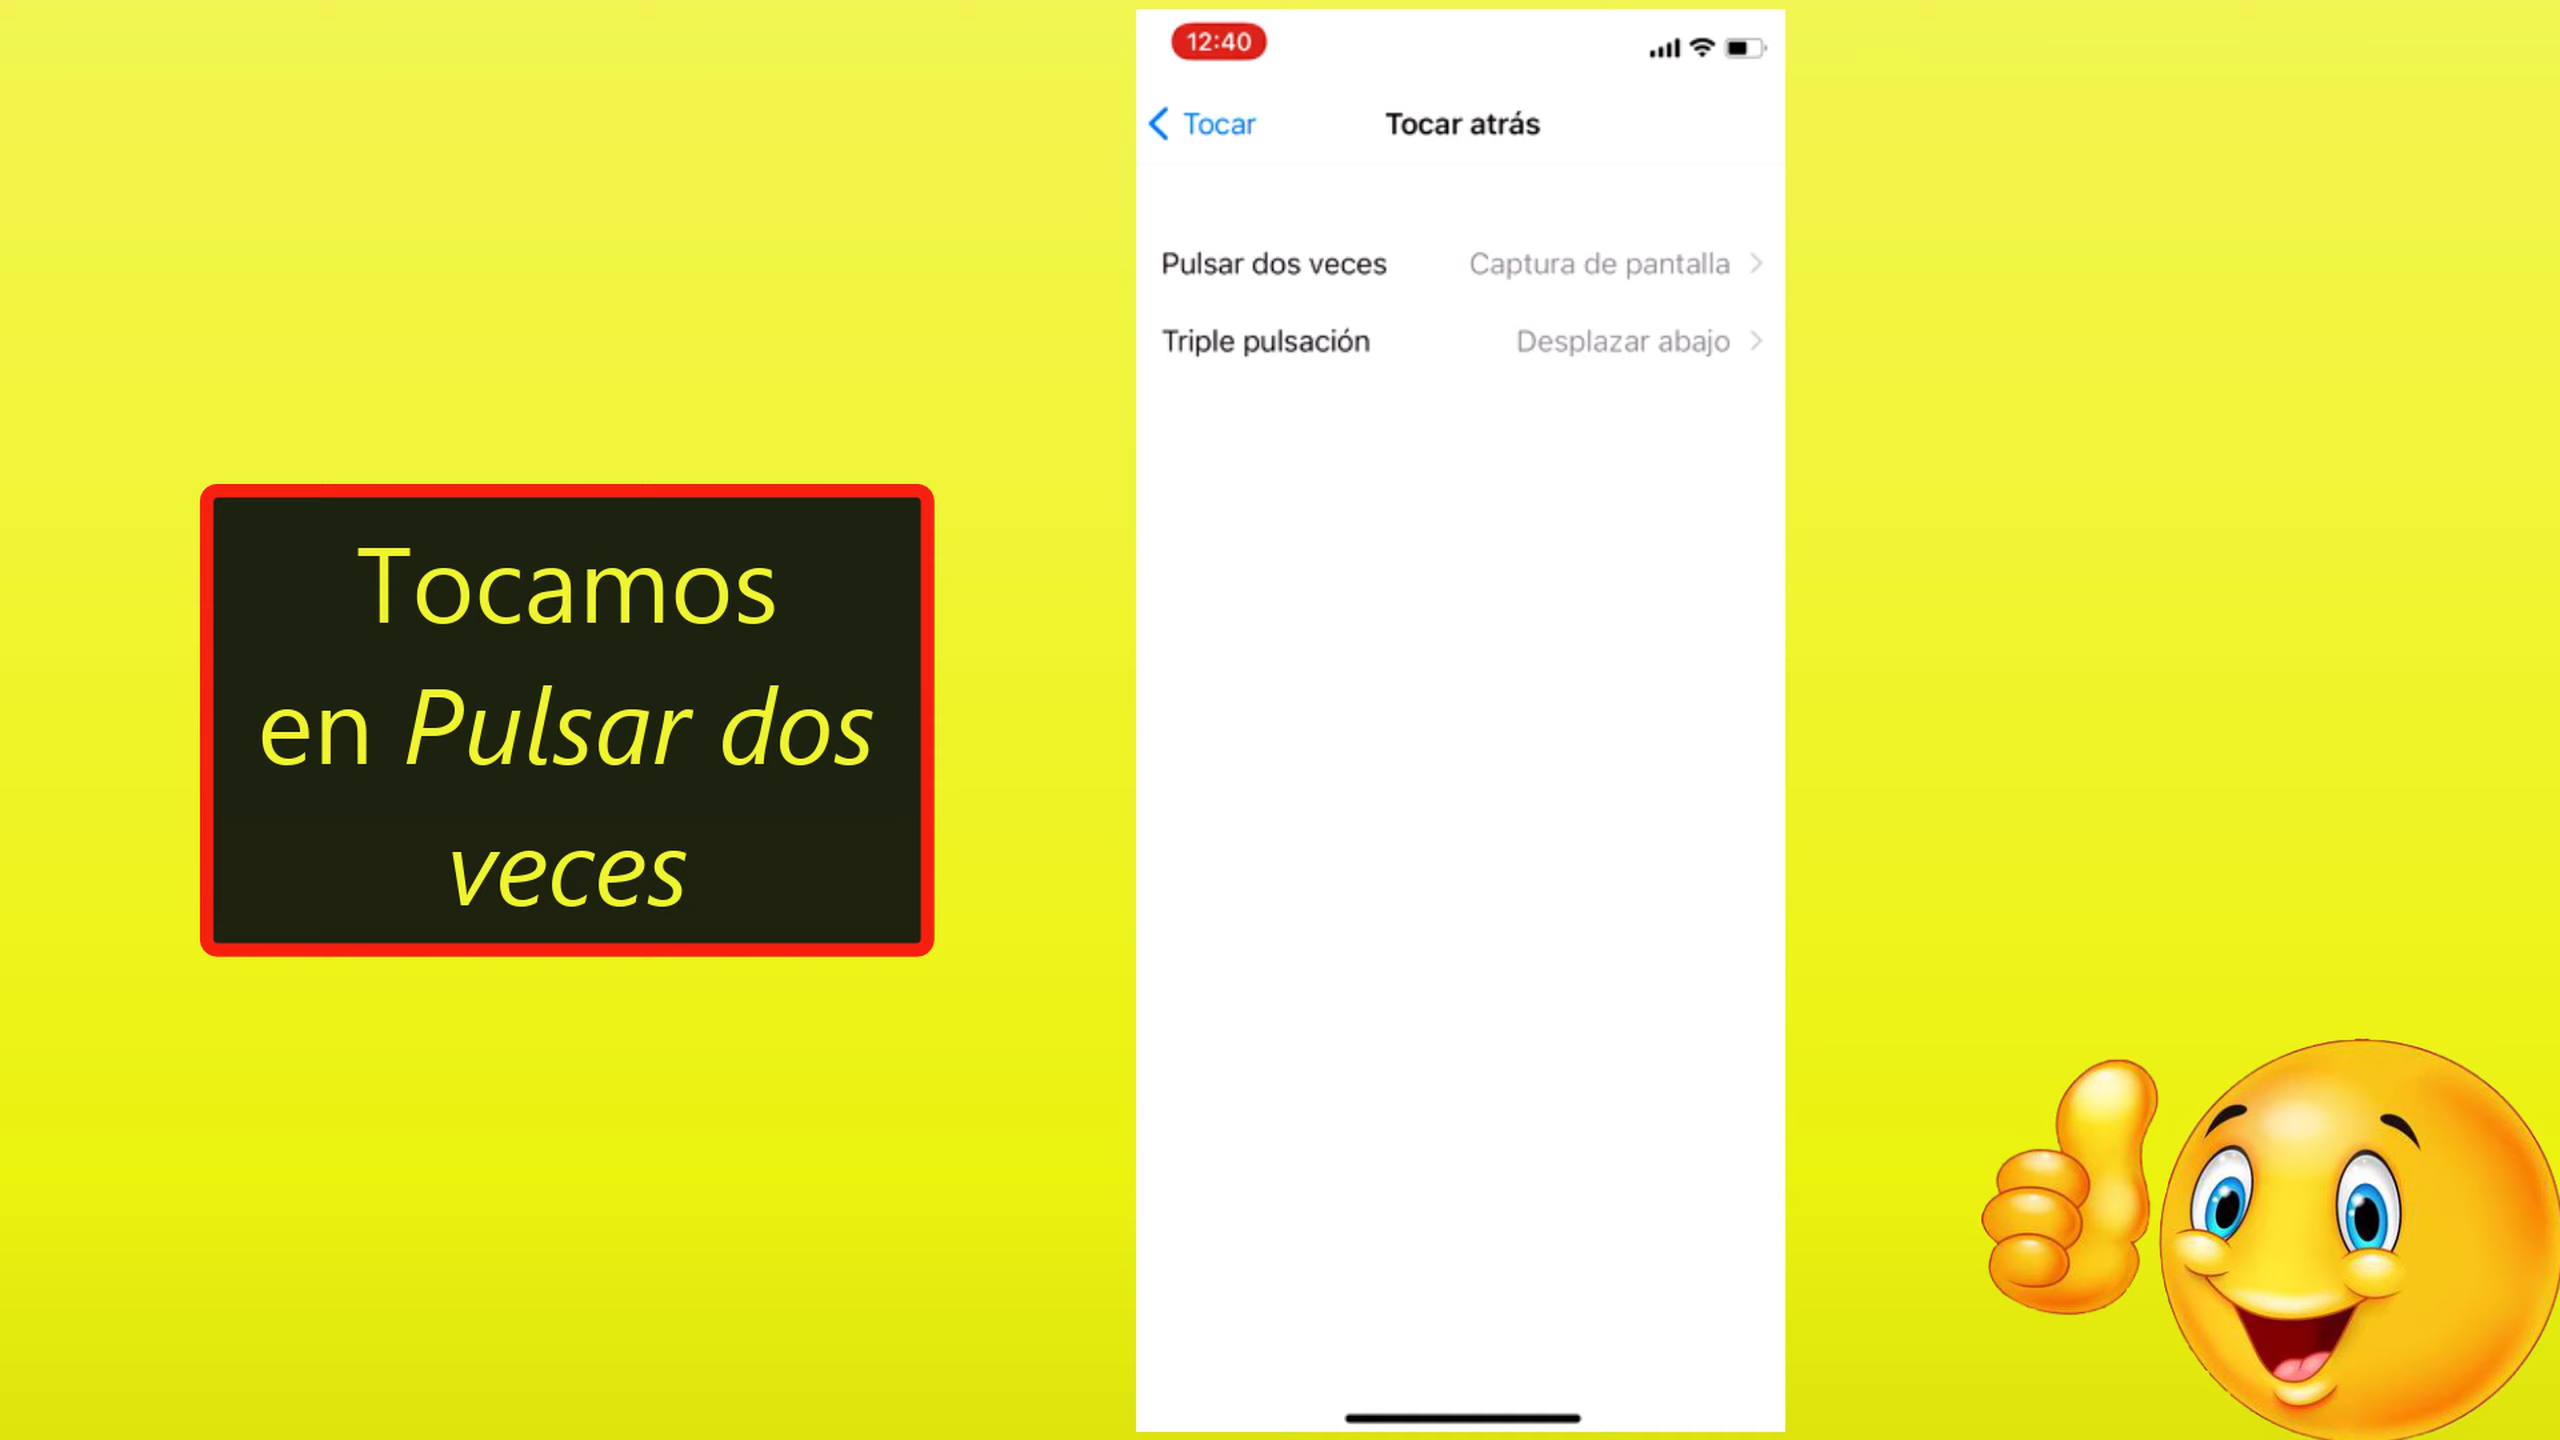 Tocamos
en Pulsar dos
veces
12:40
Tocar
Tocar atrás
Pulsar dos veces Captura de pantalla
Triple pulsación Desplazar abajo